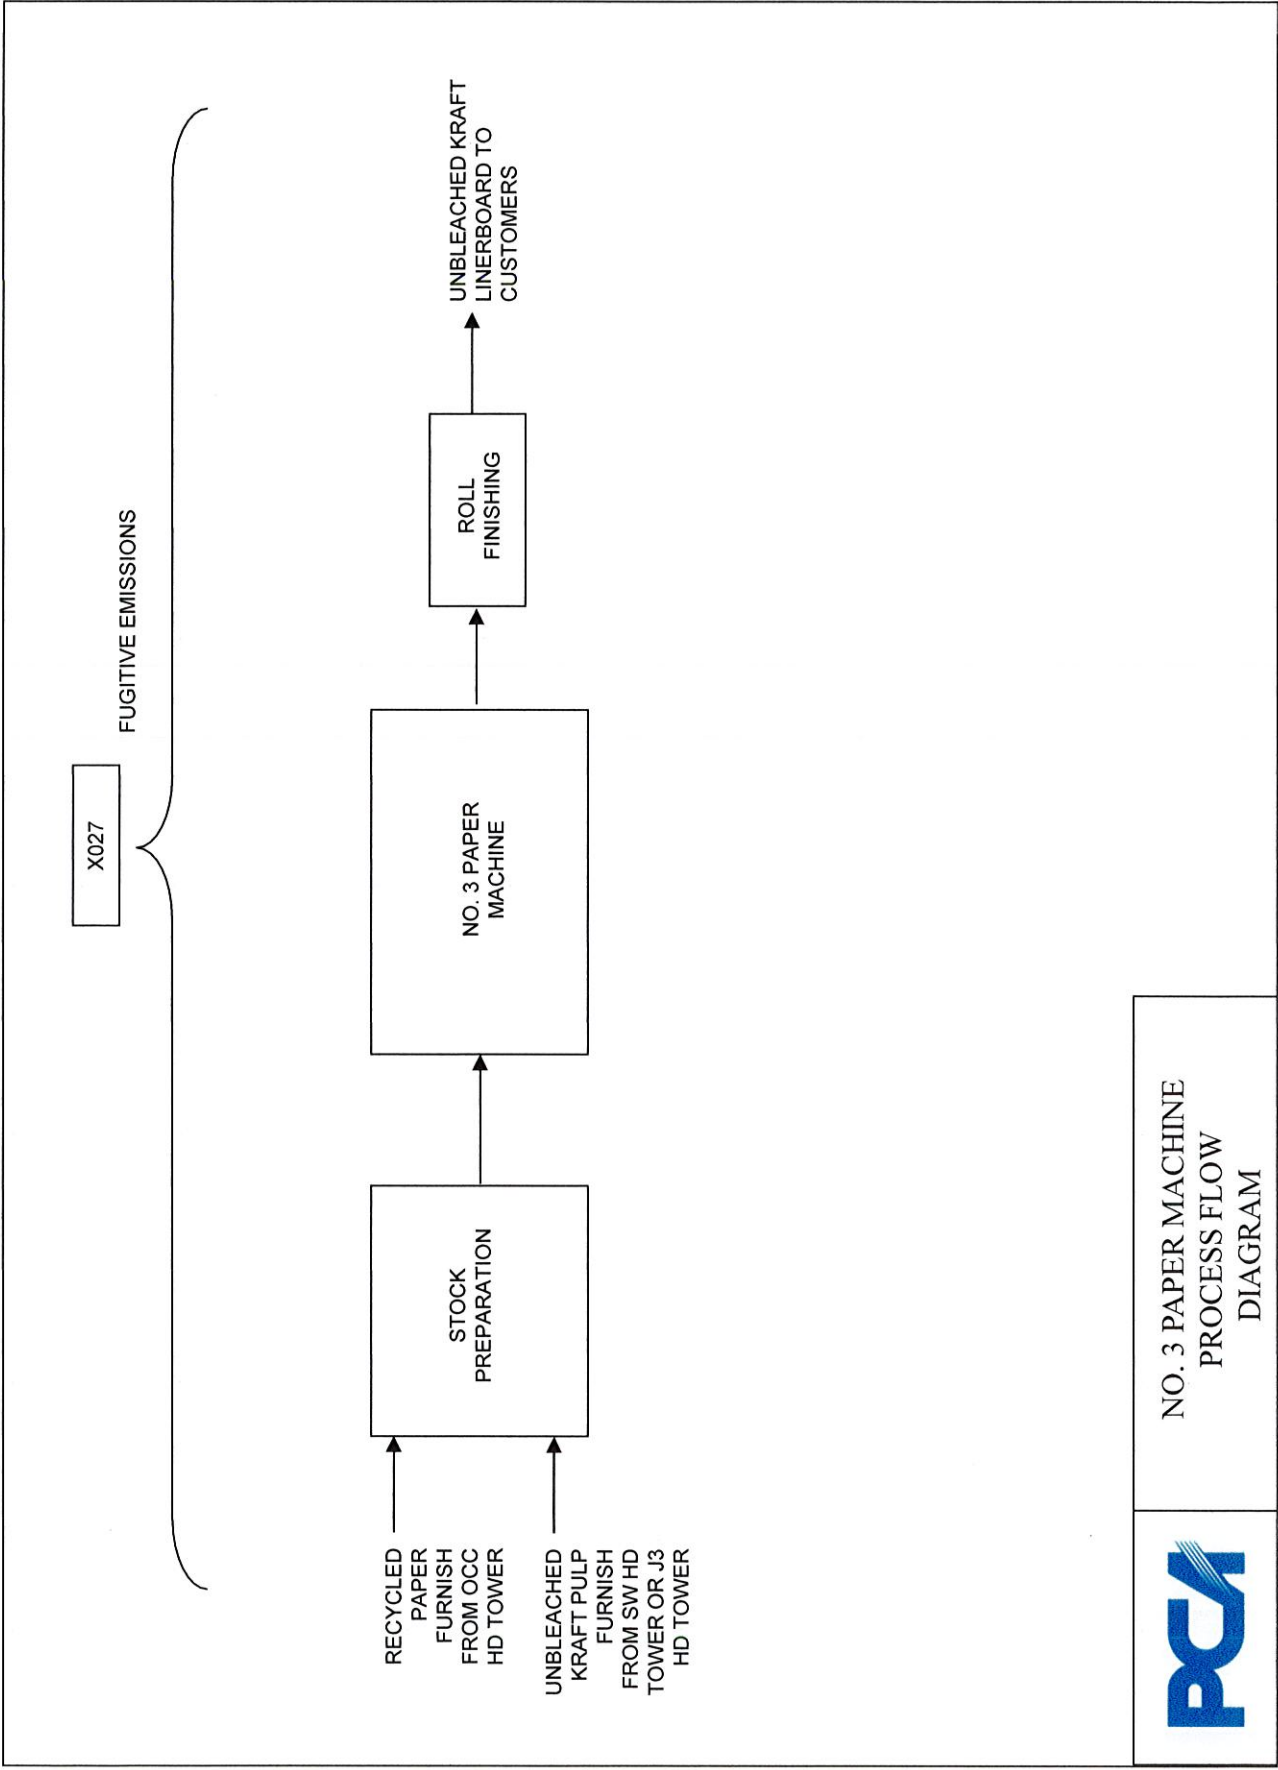 X027
FUGITIVE EMISSIONS
RECYCLED
PAPER
FURNISH
FROM OCC
HD TOWER
UNBLEACHED
KRAFT PULP
FURNISH
FROM SW HD
TOWER OR J3
HD TOWER
STOCK
PREPARATION
NO. 3 PAPER
MACHINE
ROLL
FINISHING
UNBLEACHED KRAFT
LINERBOARD TO
CUSTOMERS
PCA
NO. 3 PAPER MACHINE
PROCESS FLOW
DIAGRAM